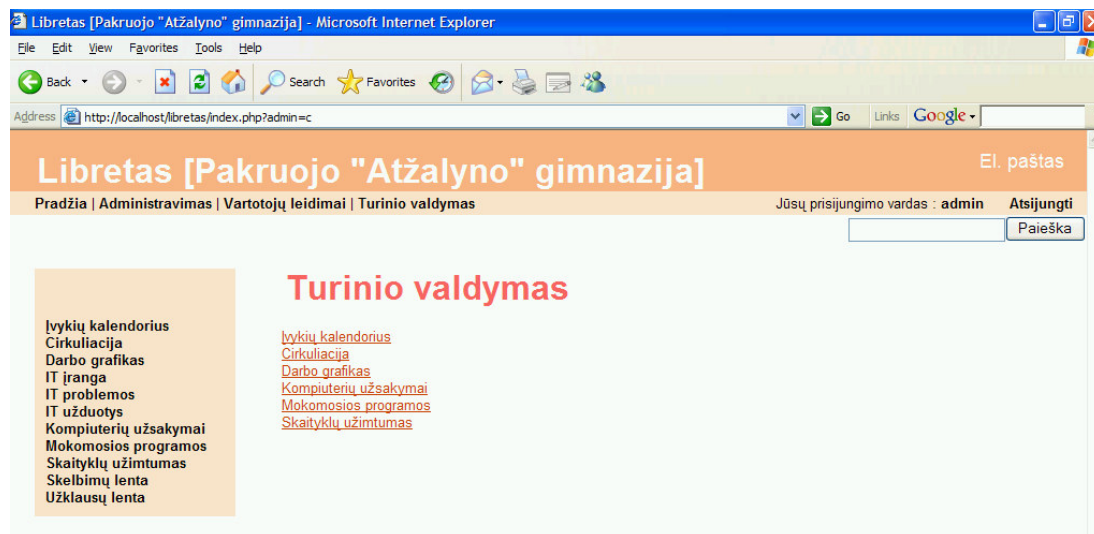 Libretas [Pakruojo "Atžalyno" gimnazija] - Microsoft Internet Explorer
File Edit View Favorites Tools Help
Back Search Favorites
Address http://localhost/libretas/index.php?admin=c Go Links Google
Libretas [Pakruojo "Atžalyno" gimnazija] El. paštas
Pradžia | Administravimas | Vartotojų leidimai | Turinio valdymas Jūsų prisijungimo vardas : admin Atsijungti
Paieška
Turinio valdymas
Įvykių kalendorius
Cirkuliacija
Darbo grafikas
IT įranga
IT problemos
IT užduotys
Kompiuterių užsakymai
Mokomosios programos
Skaityklų užimtumas
Skelbimų lenta
Užklausų lenta
Įvykių kalendorius
Cirkuliacija
Darbo grafikas
Kompiuterių užsakymai
Mokomosios programos
Skaityklų užimtumas